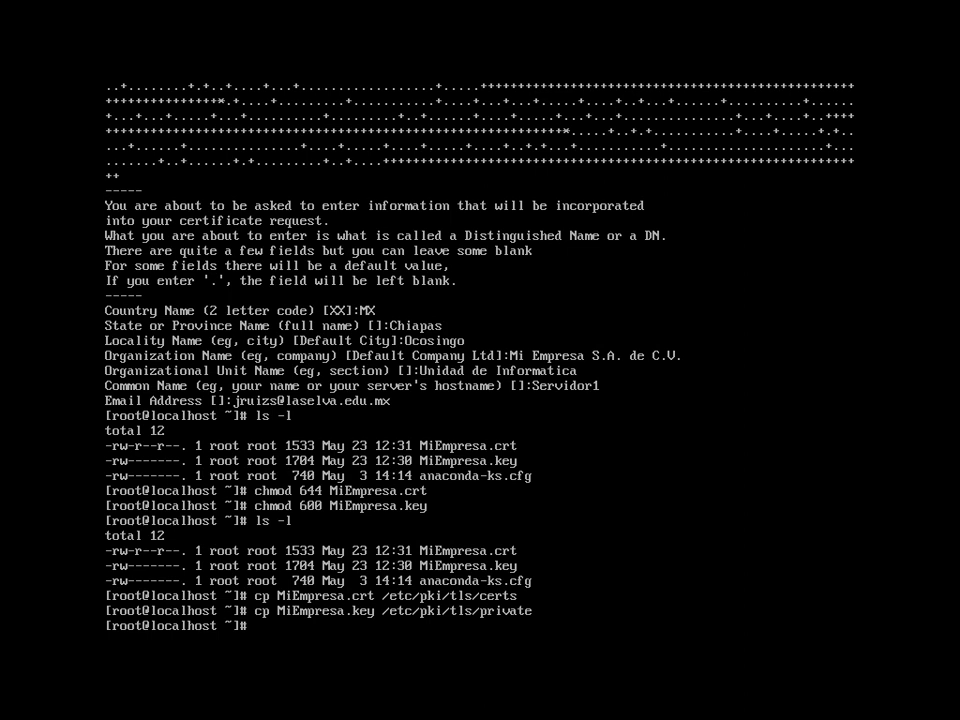 ..+........+.+..+....+...+..................+.....++++++++++++++++++++++++++++++++++++++++++++++++++
++++++++++++++++*.+....+.........+...........+....+...+...+.....+....+..+...+......+..........+......
+...+...+.....+...+..........+.........+..+......+....+.....+...+..+...............+...+....+..++++
++++++++++++++++++++++++++++++++++++++++++++++++++++++++++++++*.....+..+.+...........+....+.....+.+..
...+......+...............+....+.....+....+.....+....+..+.+...+...........+.....................+...
.......+..+......+.+.........+..+....+++++++++++++++++++++++++++++++++++++++++++++++++++++++++++++++
++
-----
You are about to be asked to enter information that will be incorporated
into your certificate request.
What you are about to enter is what is called a Distinguished Name or a DN.
There are quite a few fields but you can leave some blank
For some fields there will be a default value,
If you enter '.', the field will be left blank.
-----
Country Name (2 letter code) [XX]:MX
State or Province Name (full name) []:Chiapas
Locality Name (eg, city) [Default City]:Ocosingo
Organization Name (eg, company) [Default Company Ltd]:Mi Empresa S.A. de C.V.
Organizational Unit Name (eg, section) []:Unidad de Informatica
Common Name (eg, your name or your server's hostname) []:Servidor1
Email Address []:jruizs@laselva.edu.mx
[root@localhost ~]# ls -l
total 12
-rw-r--r--. 1 root root 1533 May 23 12:31 MiEmpresa.crt
-rw-------. 1 root root 1704 May 23 12:30 MiEmpresa.key
-rw-------. 1 root root  740 May  3 14:14 anaconda-ks.cfg
[root@localhost ~]# chmod 644 MiEmpresa.crt
[root@localhost ~]# chmod 600 MiEmpresa.key
[root@localhost ~]# ls -l
total 12
-rw-r--r--. 1 root root 1533 May 23 12:31 MiEmpresa.crt
-rw-------. 1 root root 1704 May 23 12:30 MiEmpresa.key
-rw-------. 1 root root  740 May  3 14:14 anaconda-ks.cfg
[root@localhost ~]# cp MiEmpresa.crt /etc/pki/tls/certs
[root@localhost ~]# cp MiEmpresa.key /etc/pki/tls/private
[root@localhost ~]#